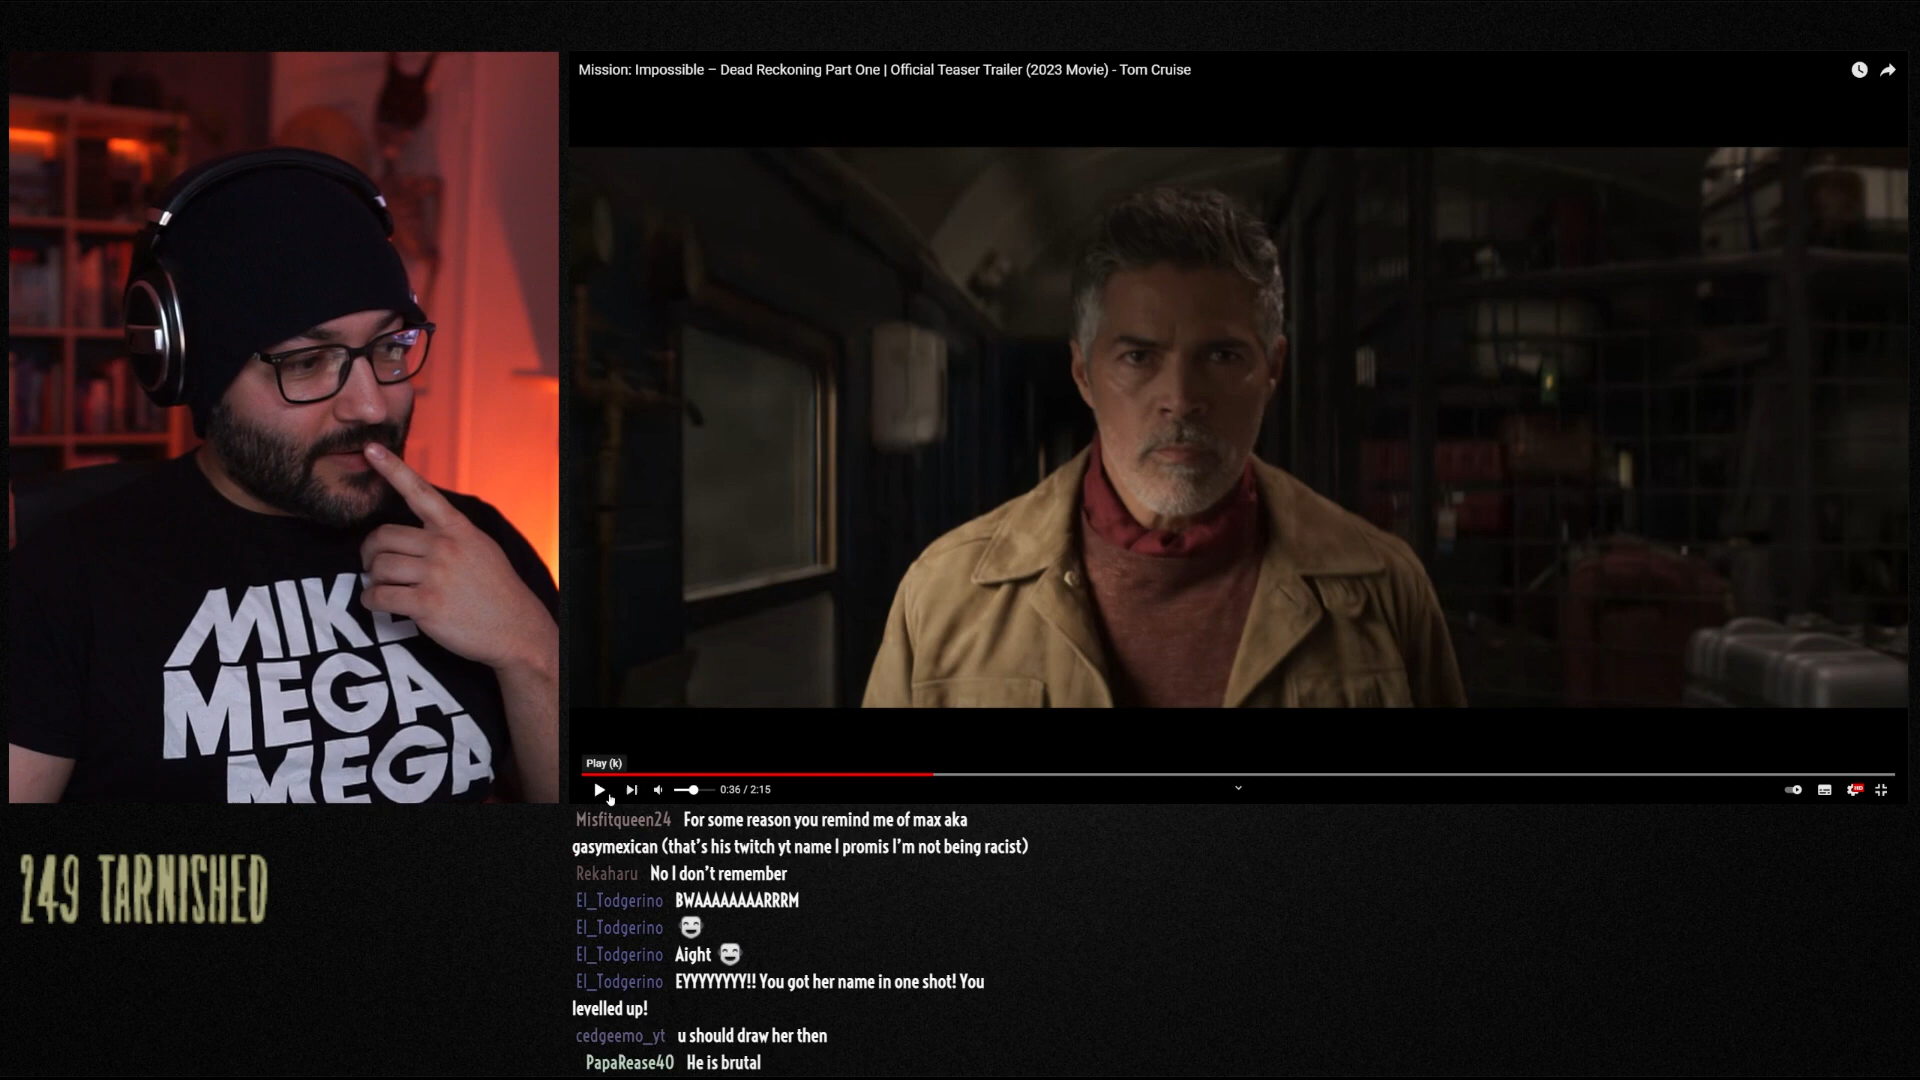 Mission: Impossible – Dead Reckoning Part One | Official Teaser Trailer (2023 Movie) - Tom Cruise
MIKE
MEGA
MEGA
Play (k)
0:36 / 2:15
HD
Misfitqueen24 For some reason you remind me of max aka
gasymexican (that's his twitch yt name I promis I'm not being racist)
Rekaharu No I don't remember
El_Todgerino BWAAAAAAAARRRM
El_Todgerino
El_Todgerino Aight
El_Todgerino EYYYYYYYY!! You got her name in one shot! You
levelled up!
cedgeemo_yt u should draw her then
PapaRease40 He is brutal
249 TARNISHED